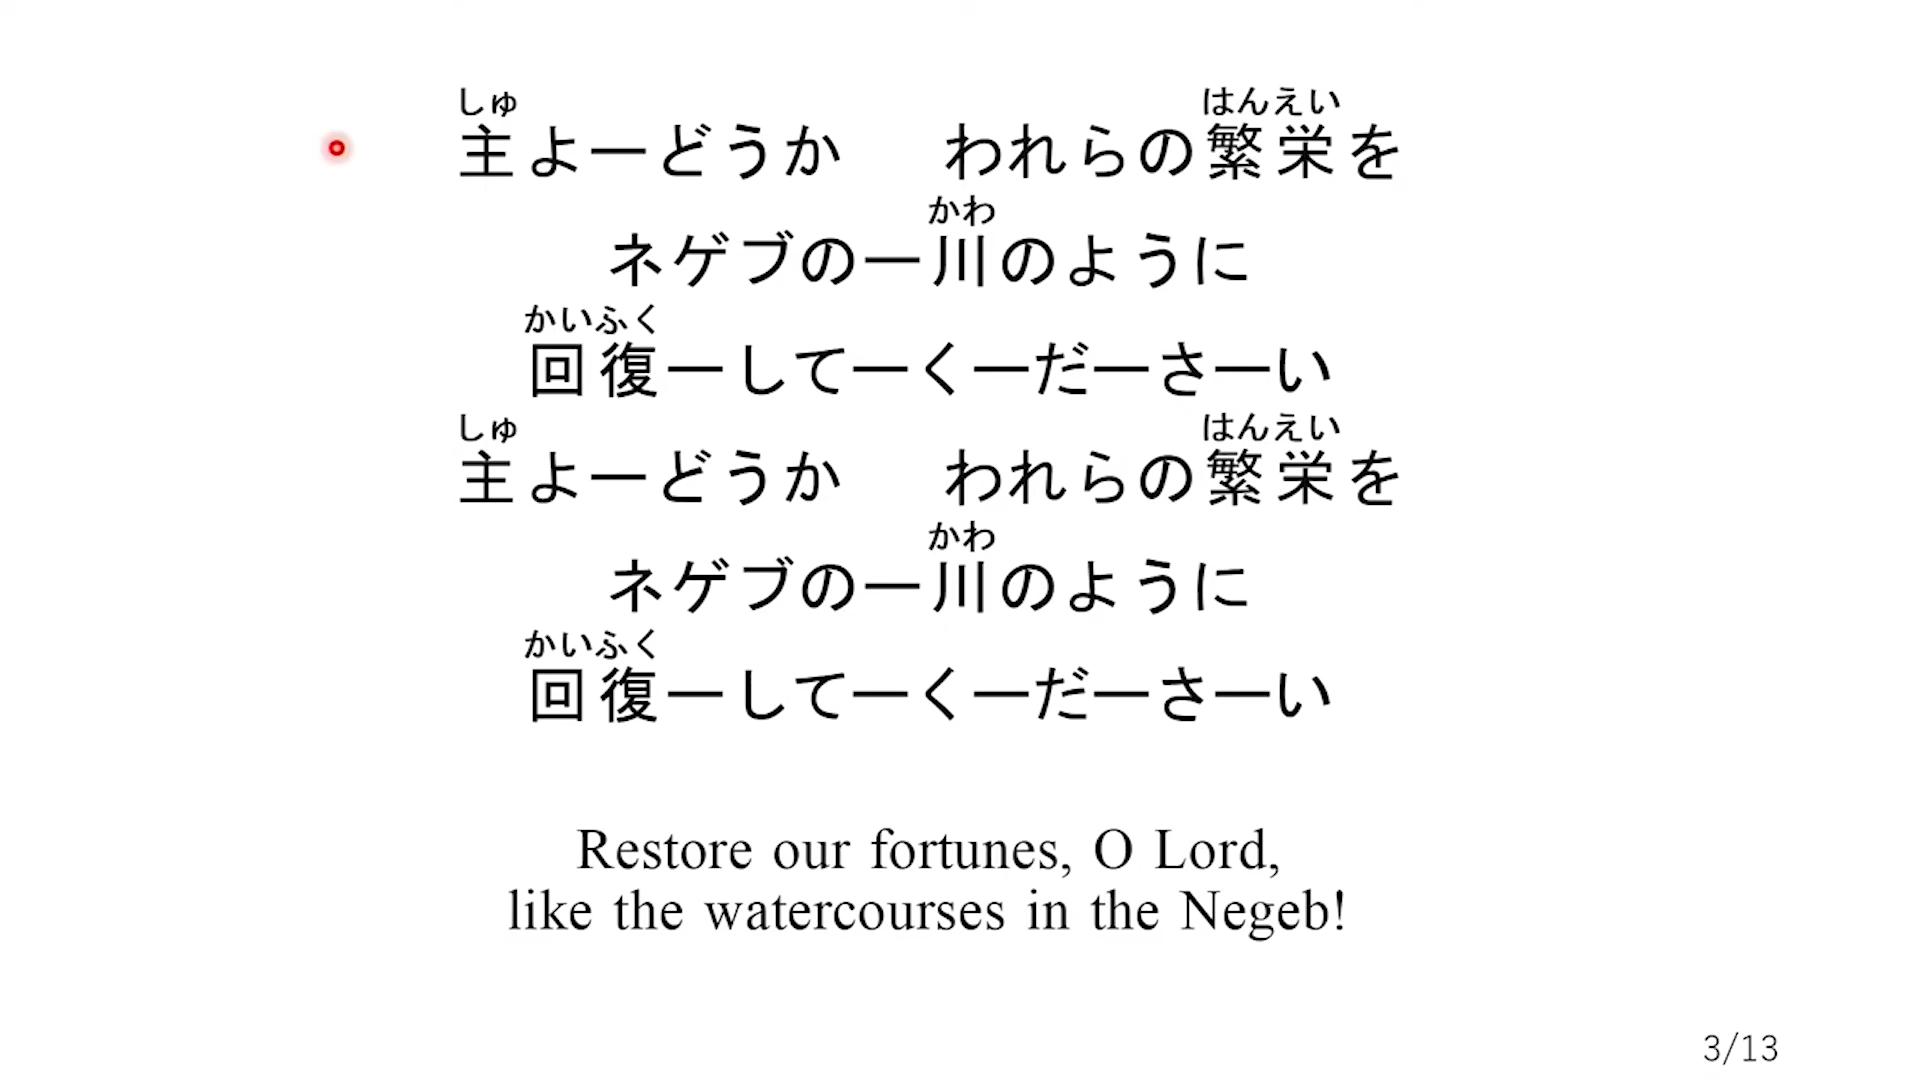 しゅ はんえい
主よーどうか われらの繁栄を
かわ
ネゲブのー川のように
かいふく
回復ーしてーくーだーさーい
しゅ はんえい
主よーどうか われらの繁栄を
かわ
ネゲブのー川のように
かいふく
回復ーしてーくーだーさーい
Restore our fortunes, O Lord,
like the watercourses in the Negeb!
3/13